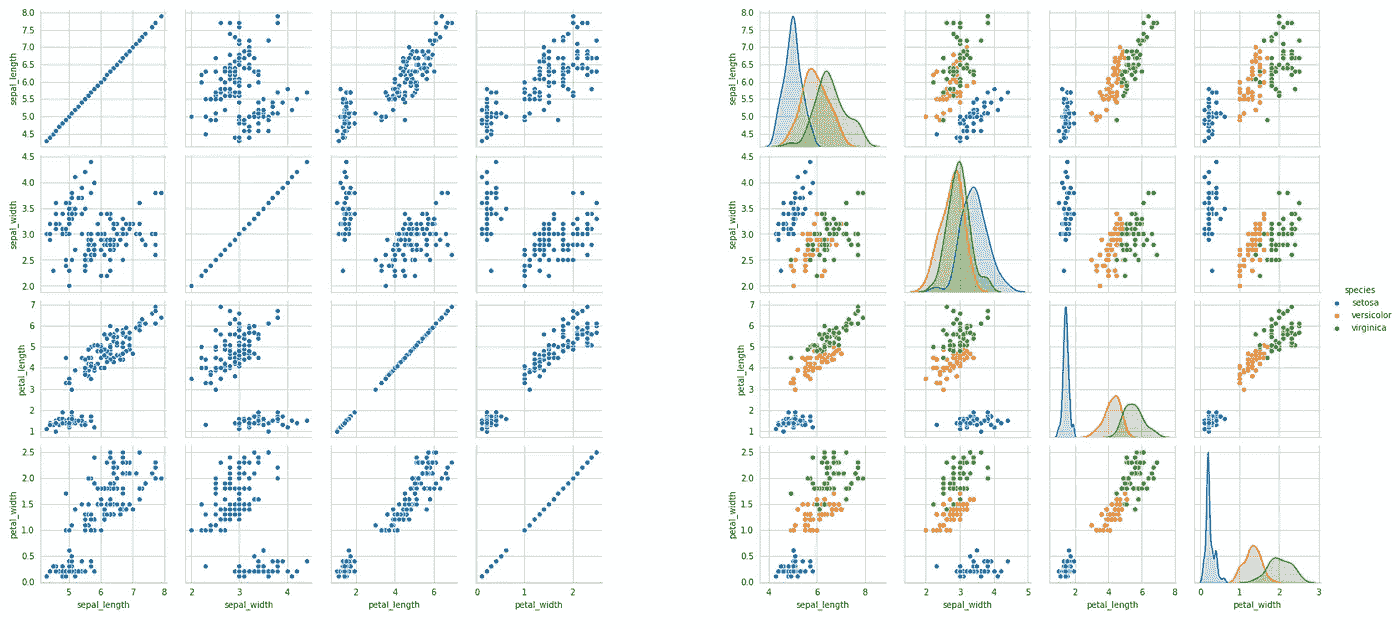 8.0
7.5
7.0
6.5
6.0
5.5
5.0
4.5
sepal_length
4.5
4.0
3.5
3.0
2.5
2.0
sepal_width
7
6
5
4
3
2
1
petal_length
2.5
2.0
1.5
1.0
0.5
0.0
petal_width
5 6 7 8
sepal_length
2 3 4
sepal_width
2 4 6
petal_length
0 1 2
petal_width
8.0
7.5
7.0
6.5
6.0
5.5
5.0
4.5
sepal_length
4.5
4.0
3.5
3.0
2.5
2.0
sepal_width
7
6
5
4
3
2
1
petal_length
2.5
2.0
1.5
1.0
0.5
0.0
petal_width
4 6 8
sepal_length
2 3 4 5
sepal_width
2 4 6 8
petal_length
0 1 2 3
petal_width
species
setosa
versicolor
virginica